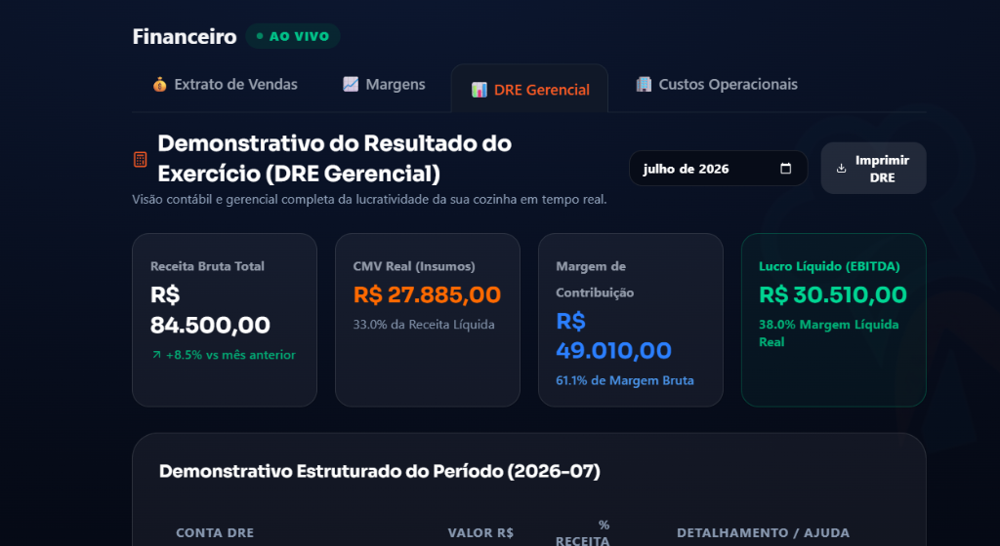 Financeiro
AO VIVO
Extrato de Vendas
Margens
DRE Gerencial
Custos Operacionais
Demonstrativo do Resultado do
Exercício (DRE Gerencial)
Visão contábil e gerencial completa da lucratividade da sua cozinha em tempo real.
julho de 2026
Imprimir
DRE
Receita Bruta Total
R$
84.500,00
+8.5% vs mês anterior
CMV Real (Insumos)
R$ 27.885,00
33.0% da Receita Líquida
Margem de
Contribuição
R$
49.010,00
61.1% de Margem Bruta
Lucro Líquido (EBITDA)
R$ 30.510,00
38.0% Margem Líquida
Real
Demonstrativo Estruturado do Período (2026-07)
CONTA DRE
VALOR R$
%
RECEITA
DETALHAMENTO / AJUDA